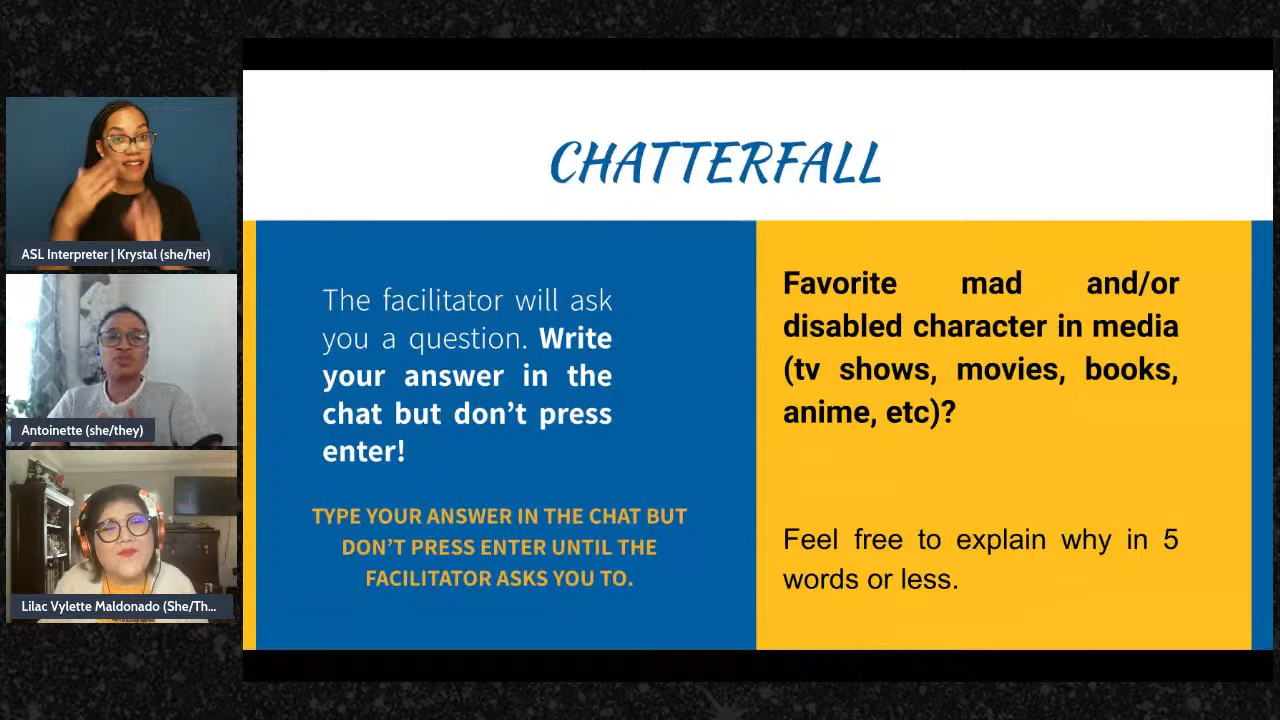 CHATTERFALL
The facilitator will ask
you a question. Write
your answer in the
chat but don’t press
enter!
TYPE YOUR ANSWER IN THE CHAT BUT
DON’T PRESS ENTER UNTIL THE
FACILITATOR ASKS YOU TO.
Favorite mad and/or
disabled character in media
(tv shows, movies, books,
anime, etc)?
Feel free to explain why in 5
words or less.
ASL Interpreter | Krystal (she/her)
Antoinette (she/they)
Lilac Vylette Maldonado (She/Th...